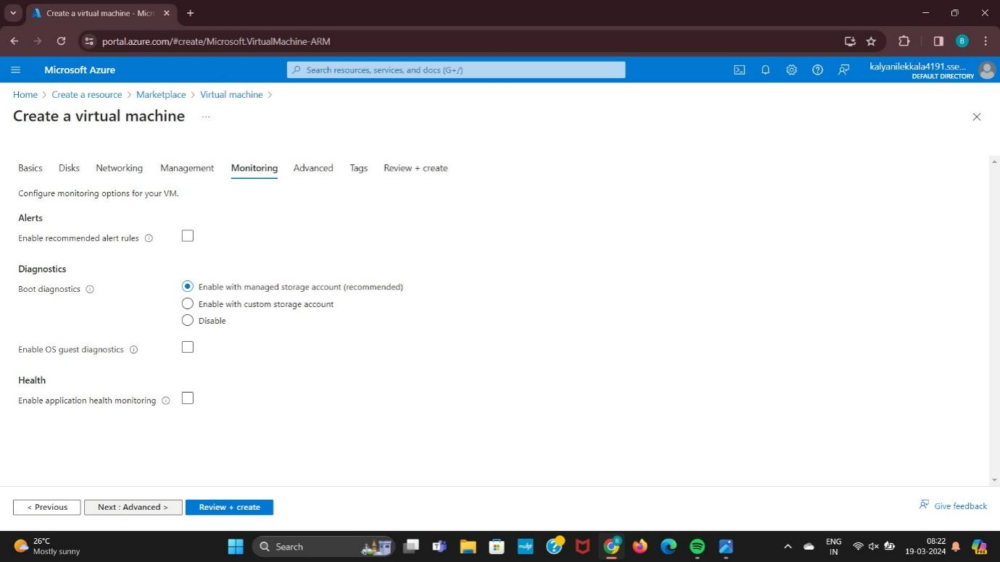 Create a virtual machine - Micr
portal.azure.com/#create/Microsoft.VirtualMachine-ARM
B
Microsoft Azure
Search resources, services, and docs (G+/)
kalyanilekkala4191.sse...
DEFAULT DIRECTORY
Home > Create a resource > Marketplace > Virtual machine >
Create a virtual machine ...
Basics Disks Networking Management Monitoring Advanced Tags Review + create
Configure monitoring options for your VM.
Alerts
Enable recommended alert rules
Diagnostics
Boot diagnostics
Enable with managed storage account (recommended)
Enable with custom storage account
Disable
Enable OS guest diagnostics
Health
Enable application health monitoring
< Previous
Next : Advanced >
Review + create
Give feedback
26°C
Mostly sunny
Search
ENG
IN
08:22
19-03-2024
PRE